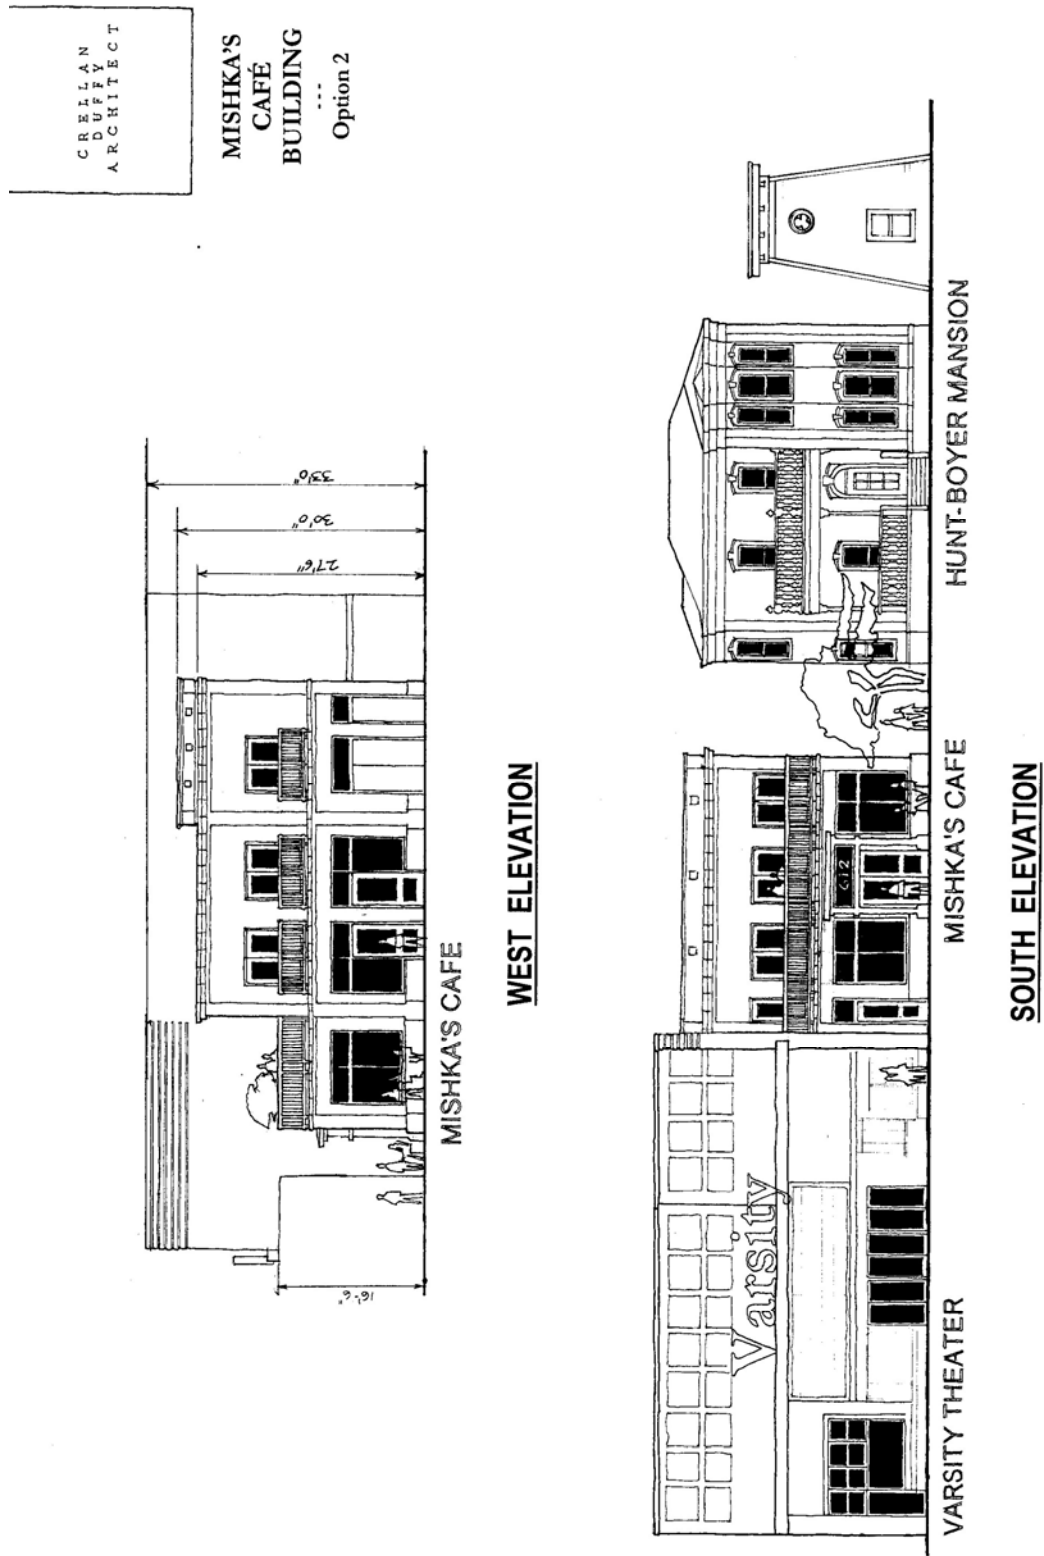 CRELLAN
DUFFY
ARCHITECT
MISHKA'S
CAFÉ
BUILDING
---
Option 2
33'0"
30'0"
27'6"
16'-6"
MISHKA'S CAFE
WEST ELEVATION
612
Varsity
VARSITY THEATER
MISHKA'S CAFE
HUNT-BOYER MANSION
SOUTH ELEVATION